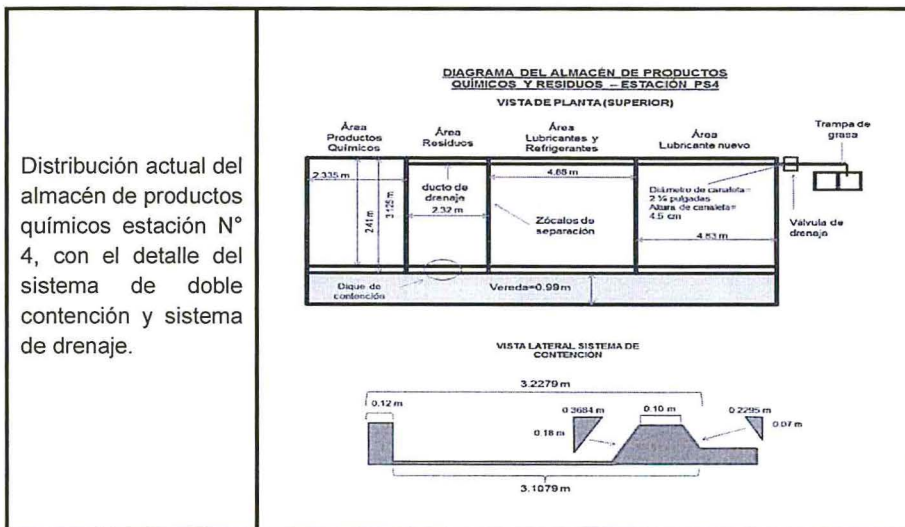 Distribución actual del
almacén de productos
químicos estación N°
4, con el detalle del
sistema de doble
contención y sistema
de drenaje.
DIAGRAMA DEL ALMACÉN DE PRODUCTOS
QUÍMICOS Y RESIDUOS – ESTACIÓN PS4
VISTA DE PLANTA (SUPERIOR)
Área
Productos
Químicos
Área
Residuos
Área
Lubricantes y
Refrigerantes
Área
Lubricante nuevo
Trampa de
grasa
2.335 m
2.41 m
3.125 m
ducto de
drenaje
2.32 m
4.88 m
Zócalos de
separación
Diámetro de canaleta=
2 ½ pulgadas
Altura de canaleta=
4.5 cm
4.83 m
Válvula de
drenaje
Dique de
contención
Vereda=0.99 m
VISTA LATERAL SISTEMA DE
CONTENCIÓN
3.2279 m
0.12 m
0.3684 m
0.18 m
0.10 m
0.2295 m
0.07 m
3.1079 m